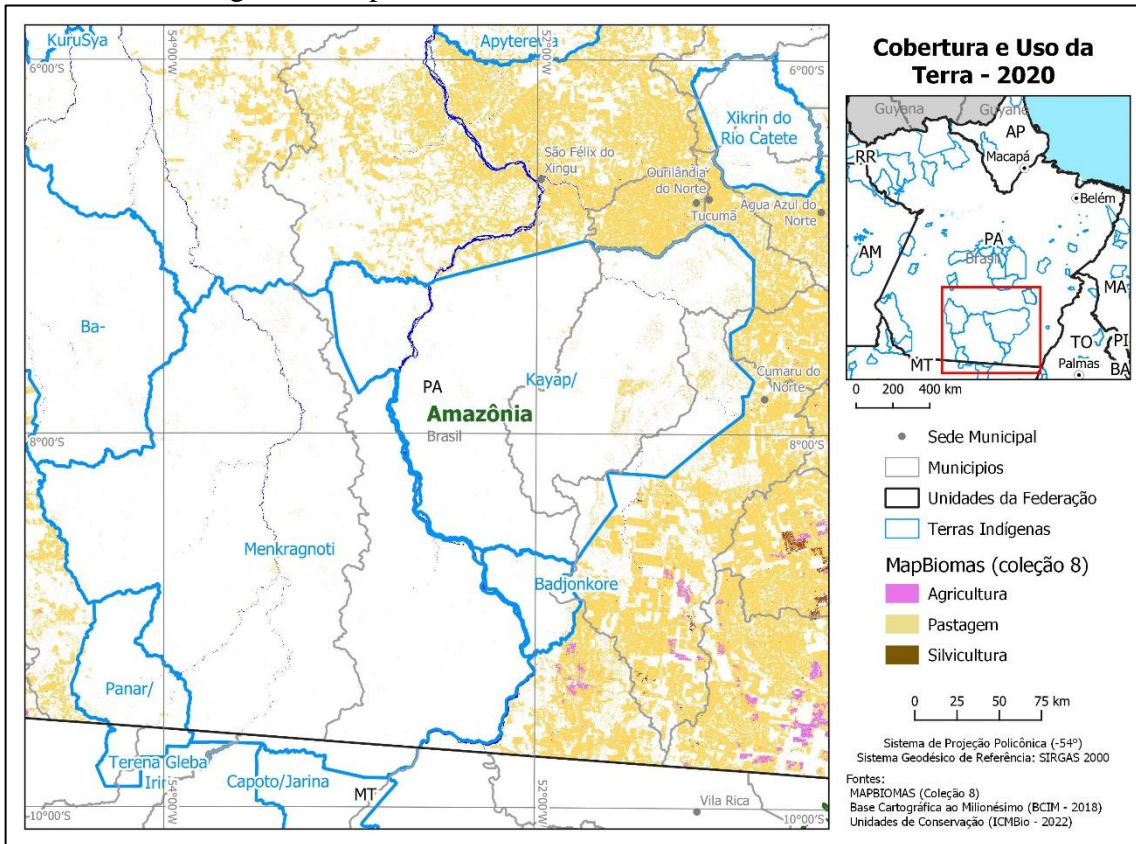 KuruSya
54°00'W
Apytereva
52°00'W
6°00'S
6°00'S
Xikrin do
Rio Catete
São Félix do
Xingu
Ourilândia
do Norte
Tucumã
Água Azul do
Norte
Ba-
PA
Kayap/
Amazônia
Brasil
Cumaru do
Norte
8°00'S
8°00'S
Menkragnoti
Badjonkore
Panar/
Terena Gleba
Iri
Capoto/Jarina
MT
54°00'W
52°00'W
Vila Rica
10°00'S
10°00'S
Cobertura e Uso da
Terra - 2020
Guyana
Guyane
AP
RR
Macapá
Belém
PA
Brasil
AM
MA
TO
PI
MT
Palmas
BA
0 200 400 km
Sede Municipal
Municipios
Unidades da Federação
Terras Indígenas
MapBiomas (coleção 8)
Agricultura
Pastagem
Silvicultura
0 25 50 75 km
Sistema de Projeção Policônica (-54°)
Sistema Geodésico de Referência: SIRGAS 2000
Fontes:
MAPBIOMAS (Coleção 8)
Base Cartográfica ao Milionésimo (BCIM - 2018)
Unidades de Conservação (ICMBio - 2022)